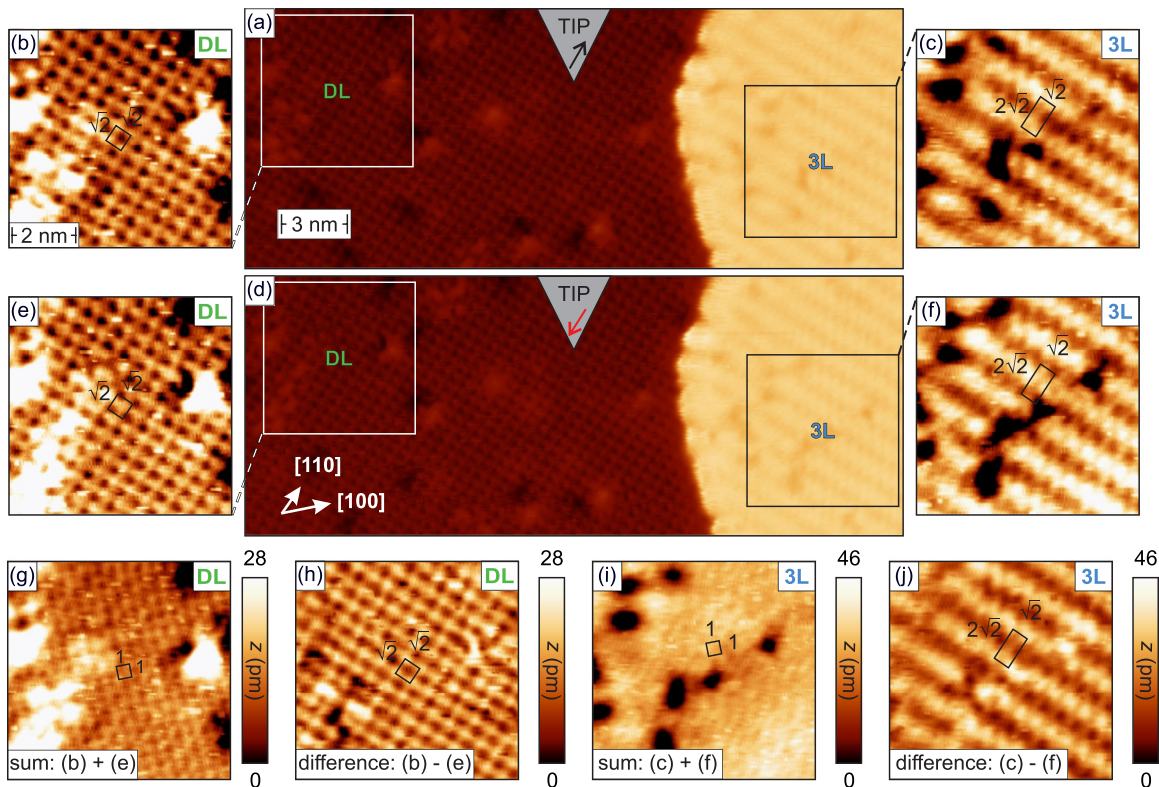 (b) DL
√2 √2
2 nm
(a)
TIP
DL
3L
3 nm
(c) 3L
2√2 √2
(e) DL
√2 √2
(d)
TIP
DL
3L
[110]
[100]
(f) 3L
2√2 √2
(g) DL
1
1
sum: (b) + (e)
28
z (pm)
0
(h) DL
√2 √2
difference: (b) - (e)
28
z (pm)
0
(i) 3L
1
1
sum: (c) + (f)
46
z (pm)
0
(j) 3L
2√2 √2
difference: (c) - (f)
46
z (pm)
0